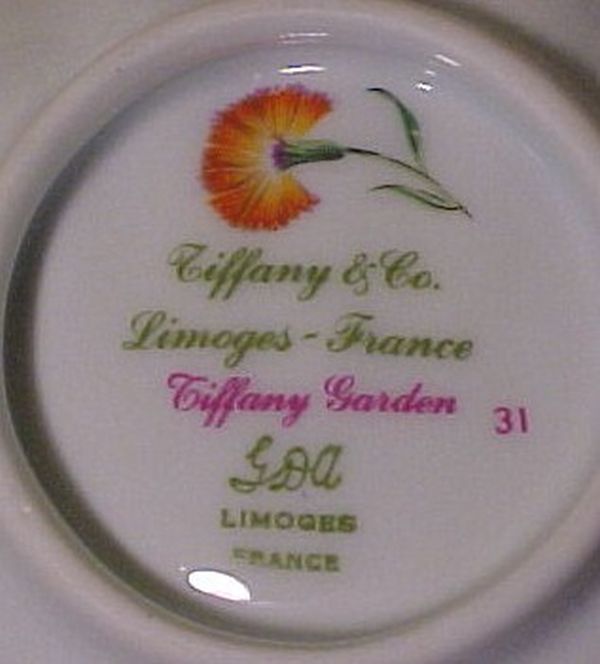 Tiffany & Co.
Limoges - France
Tiffany Garden
31
GDA
LIMOGES
FRANCE